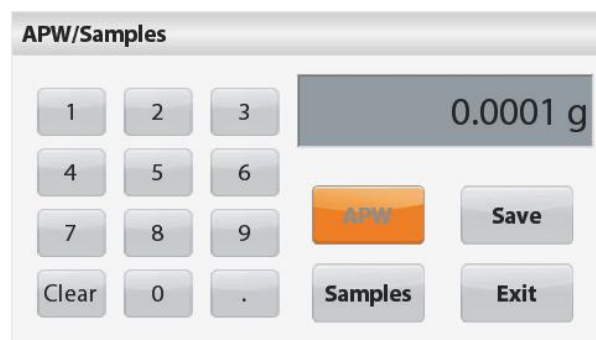 APW/Samples
0.0001 g
1 2 3
4 5 6
7 8 9
Clear 0 .
APW Save
Samples Exit